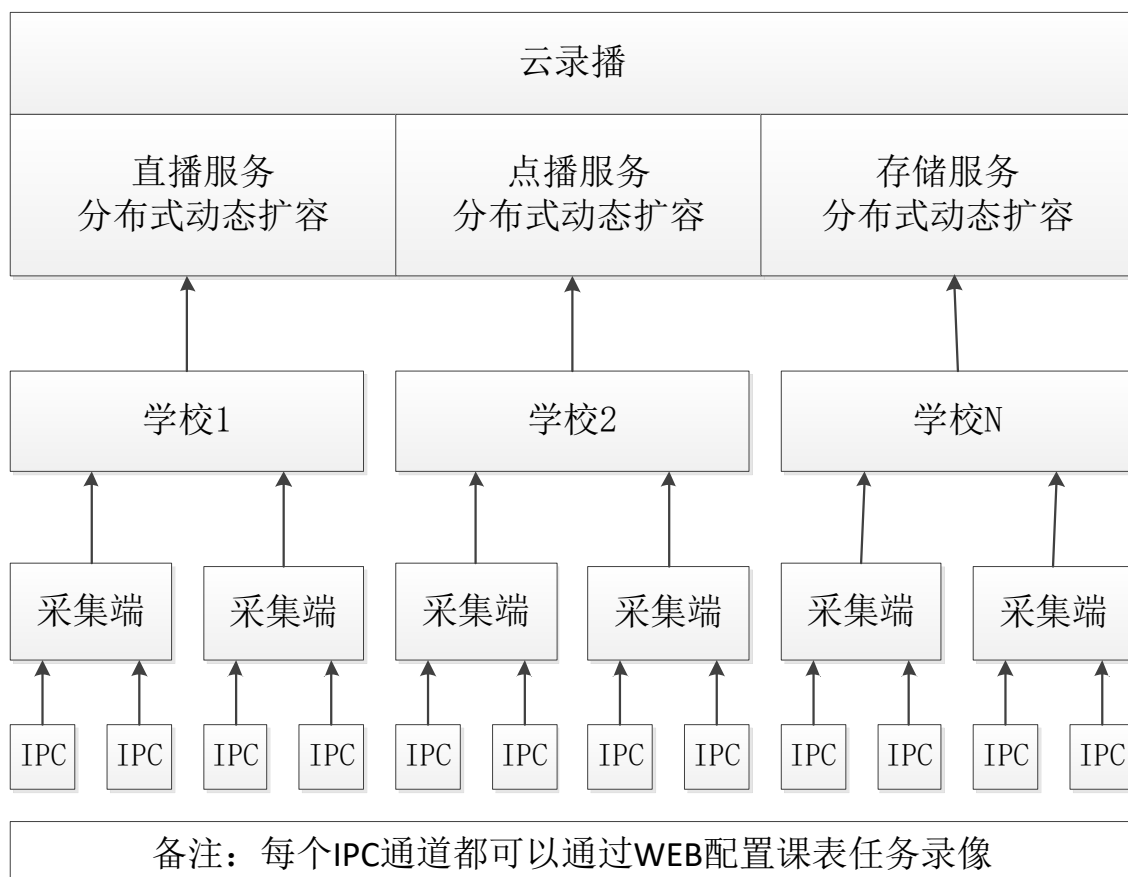 云录播
直播服务
分布式动态扩容
点播服务
分布式动态扩容
存储服务
分布式动态扩容
学校1
学校2
学校N
采集端
采集端
采集端
采集端
采集端
采集端
IPC
IPC
IPC
IPC
IPC
IPC
IPC
IPC
IPC
IPC
IPC
IPC
备注：每个IPC通道都可以通过WEB配置课表任务录像